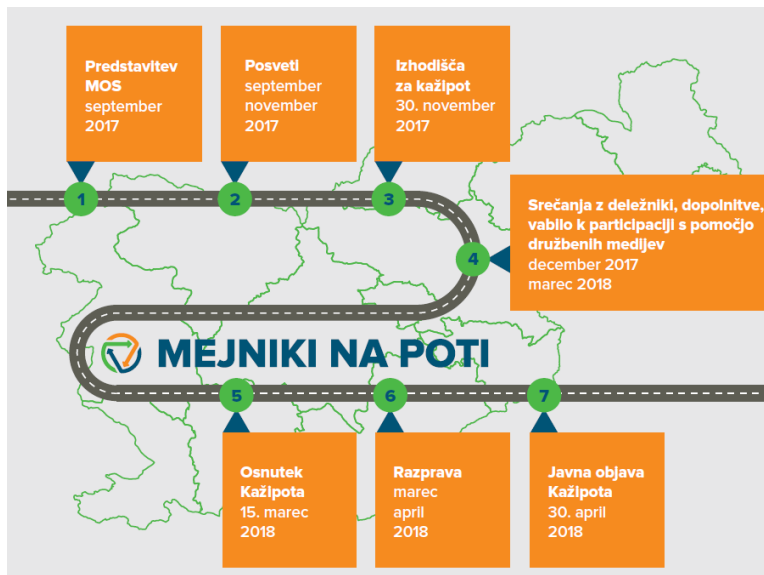 Predstavitev
MOS
september
2017
Posveti
september
november
2017
Izhodišča
za kažipot
30. november
2017
1
2
3
Srečanja z deležniki, dopolnitve,
vabilo k participaciji s pomočjo
družbenih medijev
december 2017
marec 2018
4
MEJNIKI NA POTI
5
6
7
Osnutek
Kažipota
15. marec
2018
Razprava
marec
april
2018
Javna objava
Kažipota
30. april
2018